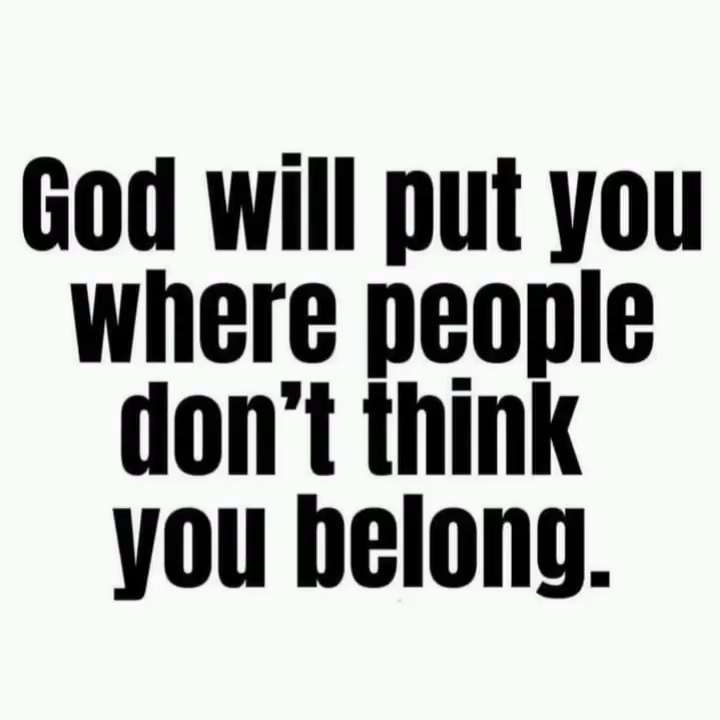 God will put you
where people
don’t think
you belong.